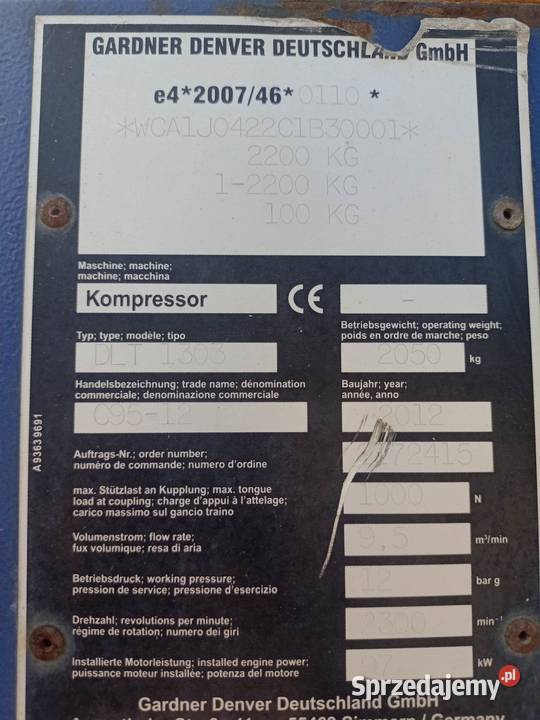 GARDNER DENVER DEUTSCHLAND GmbH
e4*2007/46*0110*
*WCA1J0422C1B30001*
2200 KG
1-2200 KG
100 KG
Maschine; machine;
machine; macchina
Kompressor
CE
-
Typ; type; modèle; tipo
DLT 1303
Betriebsgewicht; operating weight;
poids en ordre de marche; peso
2050 kg
Handelsbezeichnung; trade name; dénomination
commerciale; denominazione commerciale
C95-12
Baujahr; year;
année, anno
2012
Auftrags-Nr.; order number;
numéro de commande; numero d'ordine
72415
max. Stützlast an Kupplung; max. tongue
load at coupling; charge d'appui à l'attelage;
carico massimo sul gancio traino
1000 N
Volumenstrom; flow rate;
fux volumique; resa di aria
9,5 m³/min
Betriebsdruck; working pressure;
pression de service; pressione d'esercizio
12 bar g
Drehzahl; revolutions per minute;
régime de rotation; numero dei giri
2300 min⁻¹
Installierte Motorleistung; installed engine power;
puissance moteur installée; potenza del motore
kW
Gardner Denver Deutschland GmbH
55469 Simmern / Germany
A93639691
Sprzedajemy.pl